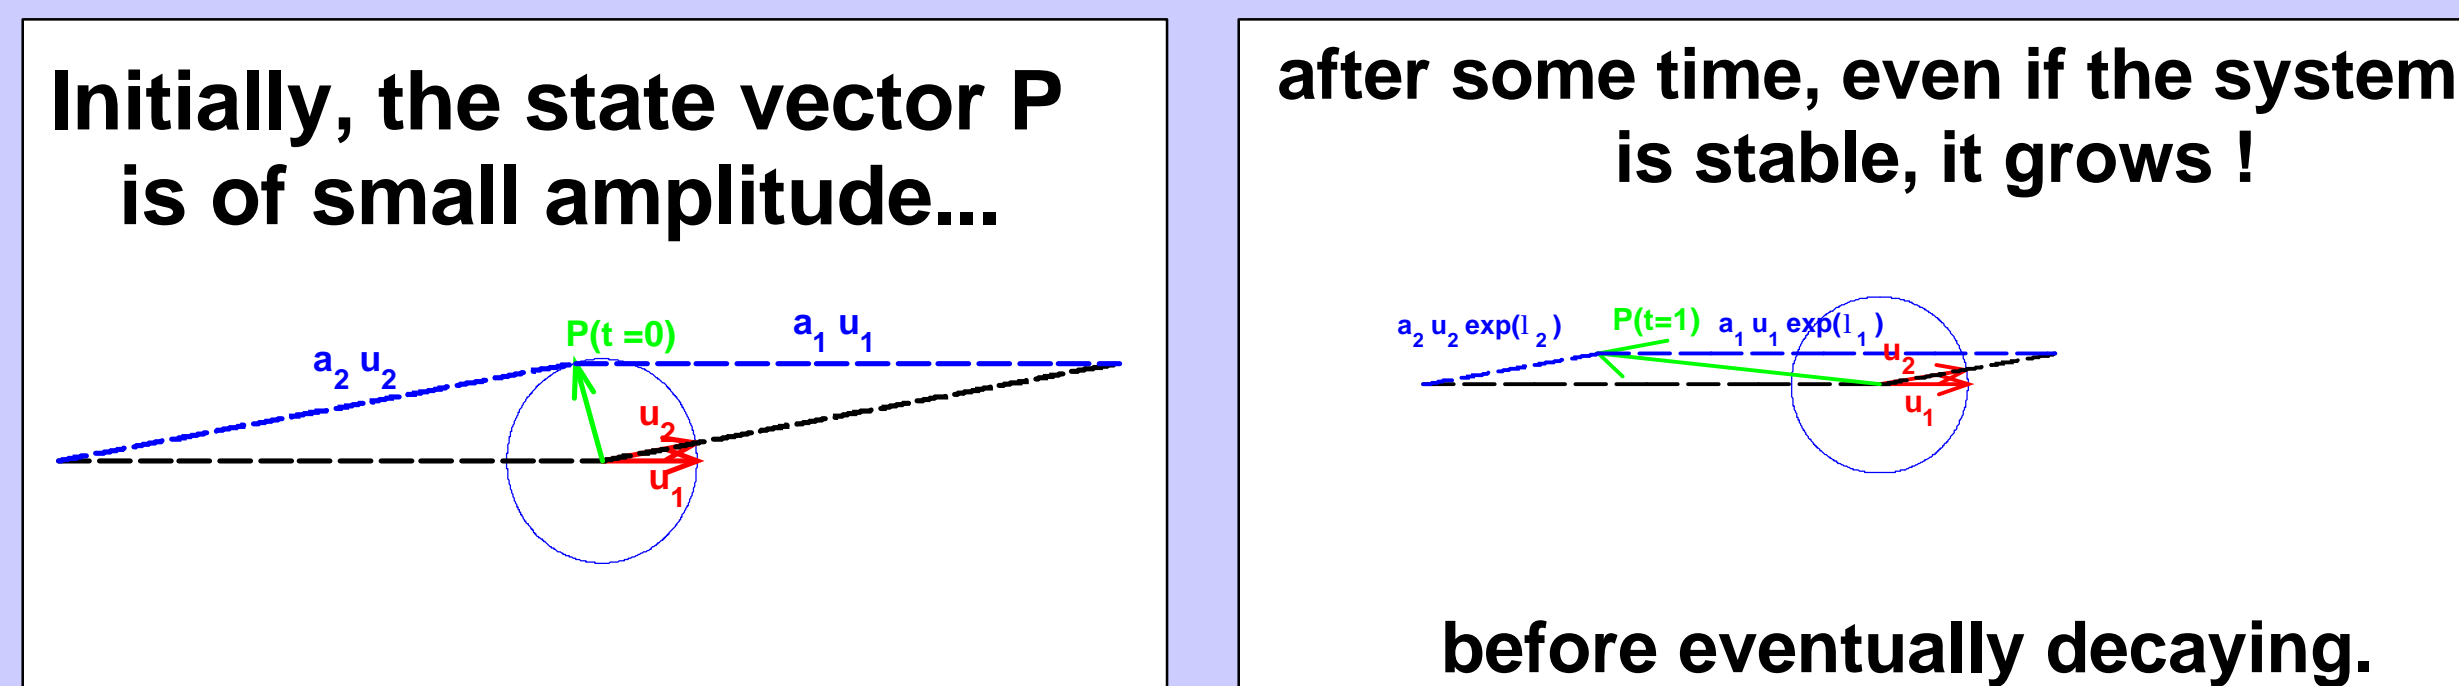 Initially, the state vector P
is of small amplitude...
P(t =0)
a1 u1
a2 u2
u2
u1
after some time, even if the system
is stable, it grows !
a2 u2 exp(l 2 )
P(t=1)
a1 u1 exp(l 1 )
u2
u1
before eventually decaying.